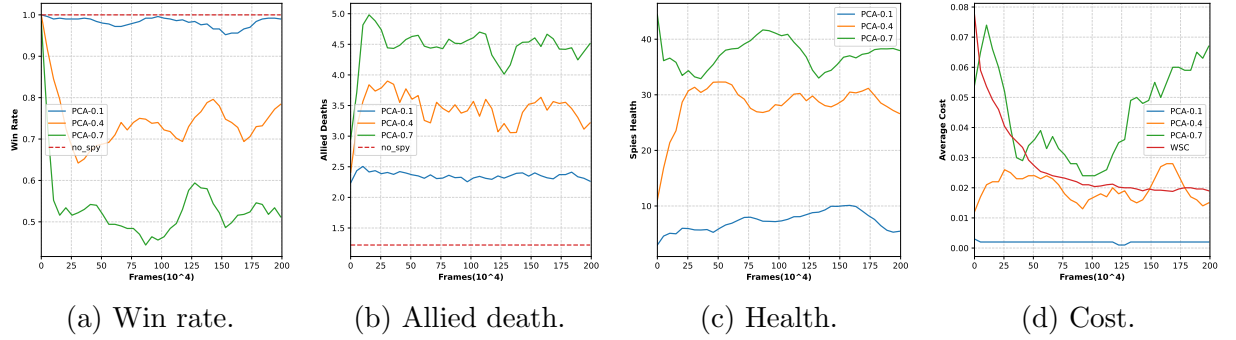 1.0
0.9
0.8
0.7
0.6
0.5
Win Rate
PCA-0.1
PCA-0.4
PCA-0.7
no_spy
0 25 50 75 100 125 150 175 200
Frames(10^4)
(a) Win rate.
5.0
4.5
4.0
3.5
3.0
2.5
2.0
1.5
Allied Deaths
PCA-0.1
PCA-0.4
PCA-0.7
no_spy
0 25 50 75 100 125 150 175 200
Frames(10^4)
(b) Allied death.
40
30
20
10
Spies Health
PCA-0.1
PCA-0.4
PCA-0.7
0 25 50 75 100 125 150 175 200
Frames(10^4)
(c) Health.
0.08
0.07
0.06
0.05
0.04
0.03
0.02
0.01
0.00
Average Cost
PCA-0.1
PCA-0.4
PCA-0.7
WSC
0 25 50 75 100 125 150 175 200
Frames(10^4)
(d) Cost.